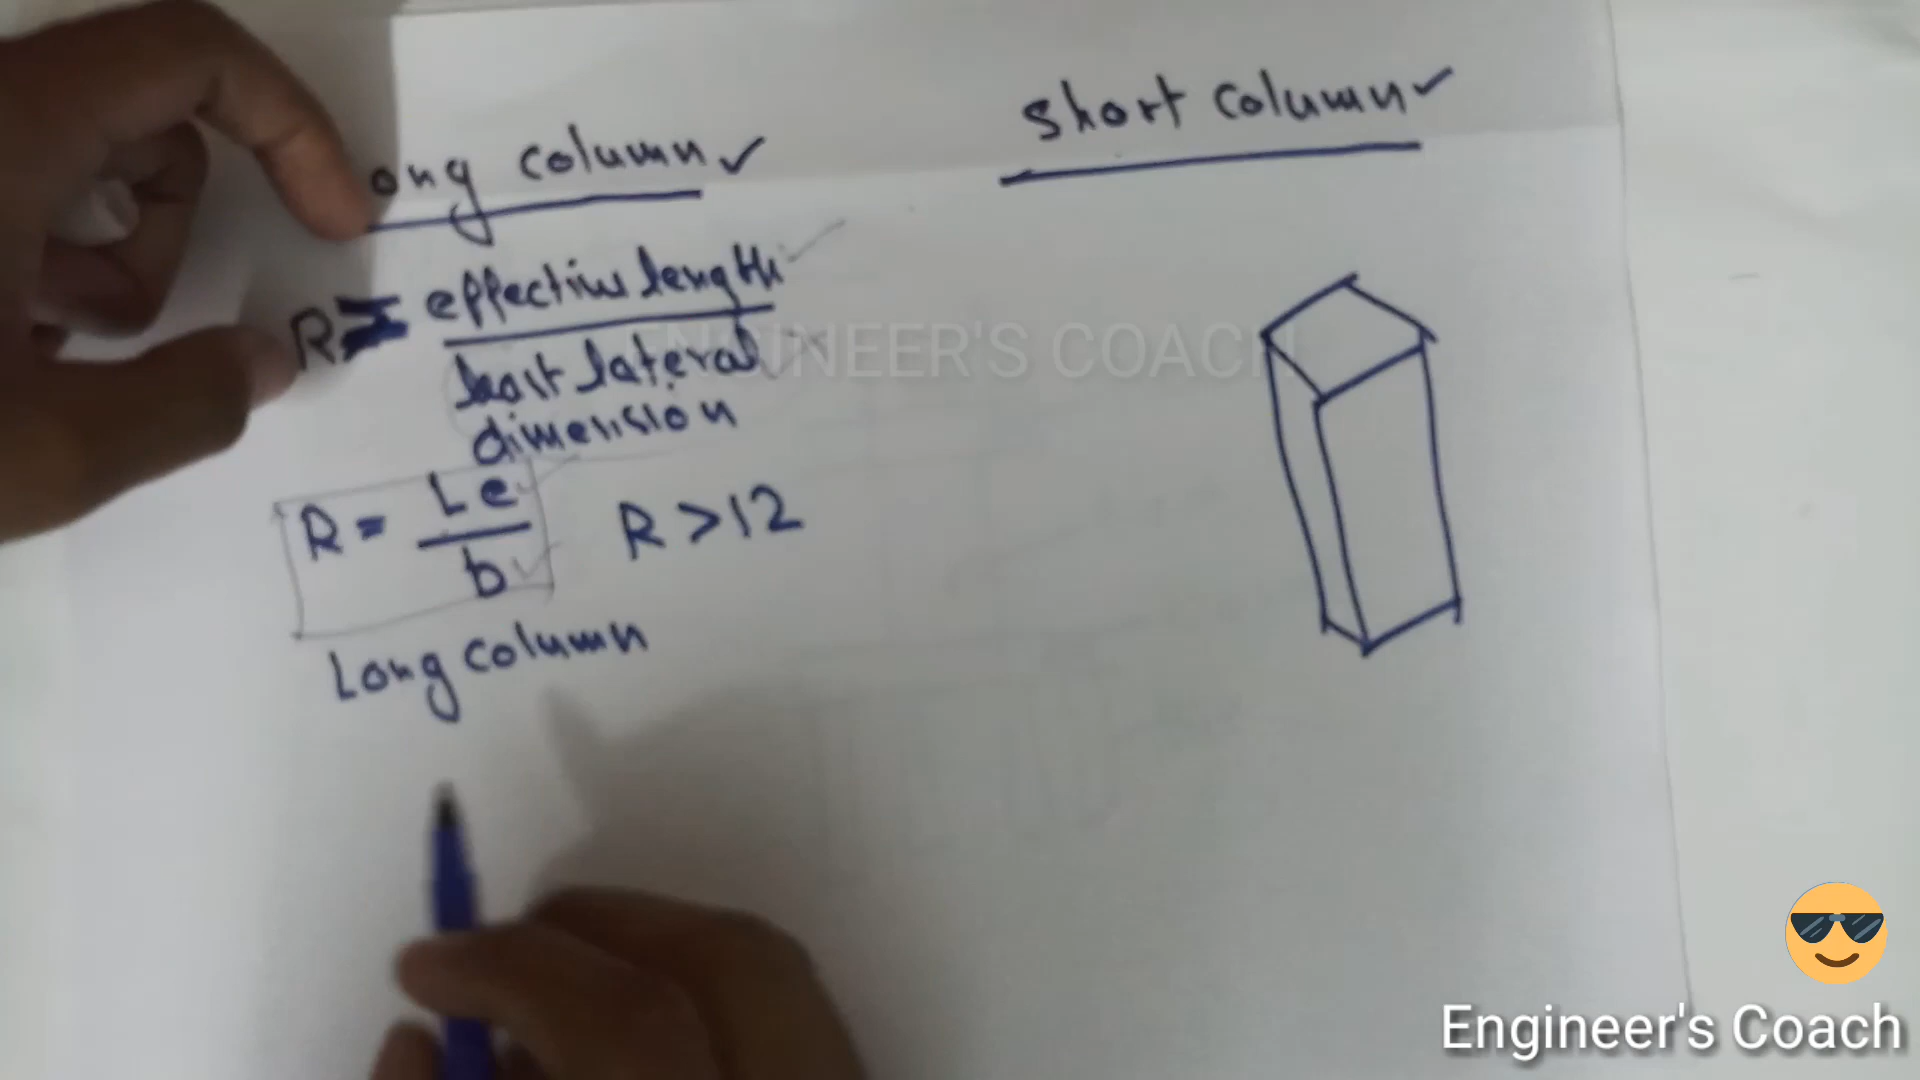 ong column ✓
short column ✓
R = effective length
least lateral
dimension
R = Le
b
R > 12
Long column
ENGINEER'S COACH
Engineer's Coach